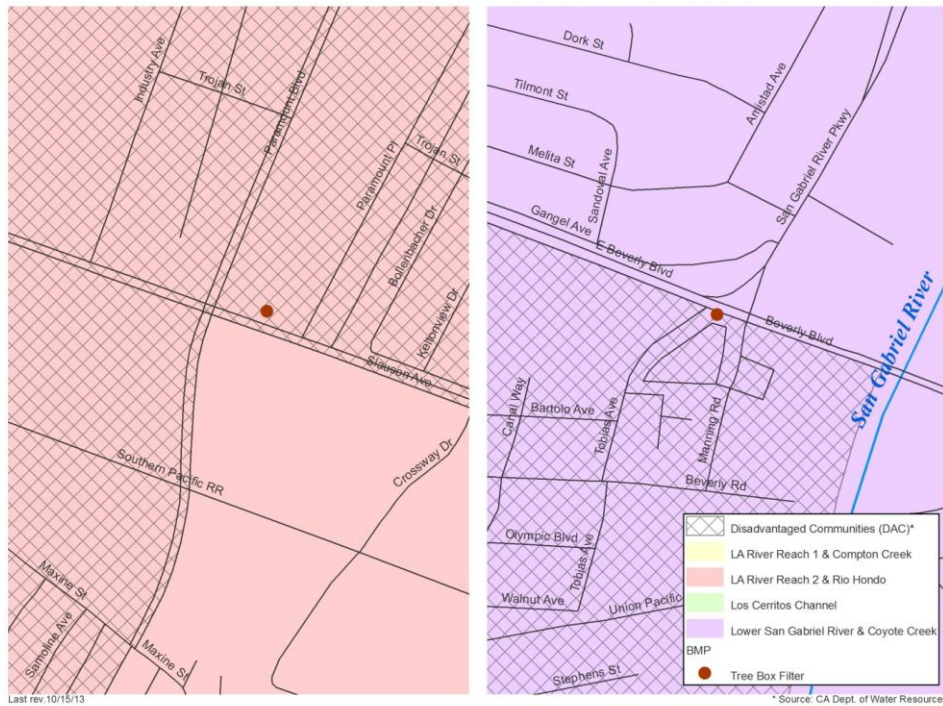 Industry Ave
Trojan St
Paramount Blvd
Paramount Pl
Trojan St
Bollenbacher Dr
Keltonview Dr
Slauson Ave
Southern Pacific RR
Crossway Dr
Maxine St
Samoline Ave
Maxine St
Last rev.10/15/13
Dork St
Tilmont St
Amistad Ave
Melita St
Sandoval Ave
San Gabriel River Pkwy
Gangel Ave
E Beverly Blvd
Beverly Blvd
San Gabriel River
Canal Way
Bartolo Ave
Tobias Ave
Manning Rd
Beverly Rd
Olympic Blvd
Tobias Ave
Walnut Ave
Union Pacific
Stephens St
Disadvantaged Communities (DAC)*
LA River Reach 1 & Compton Creek
LA River Reach 2 & Rio Hondo
Los Cerritos Channel
Lower San Gabriel River & Coyote Creek
BMP
Tree Box Filter
* Source: CA Dept. of Water Resource